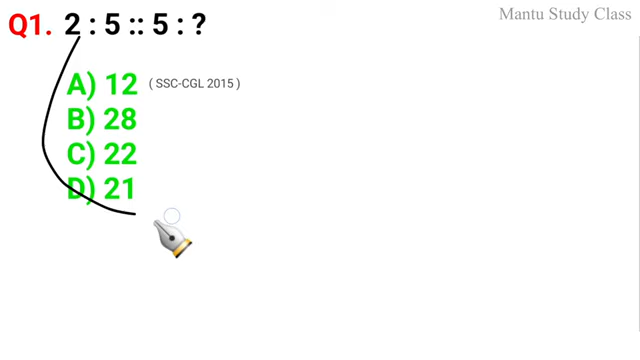 Mantu Study Class
Q1. 2 : 5 :: 5 : ?
A) 12 ( SSC-CGL 2015 )
B) 28
C) 22
D) 21